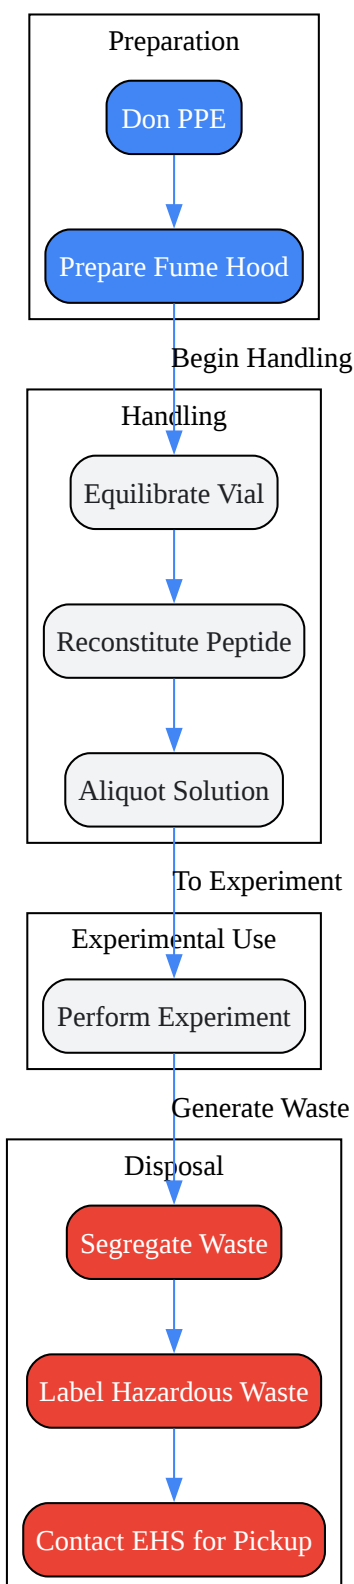 Preparation
Don PPE
Prepare Fume Hood
Begin Handling
Handling
Equilibrate Vial
Reconstitute Peptide
Aliquot Solution
To Experiment
Experimental Use
Perform Experiment
Generate Waste
Disposal
Segregate Waste
Label Hazardous Waste
Contact EHS for Pickup